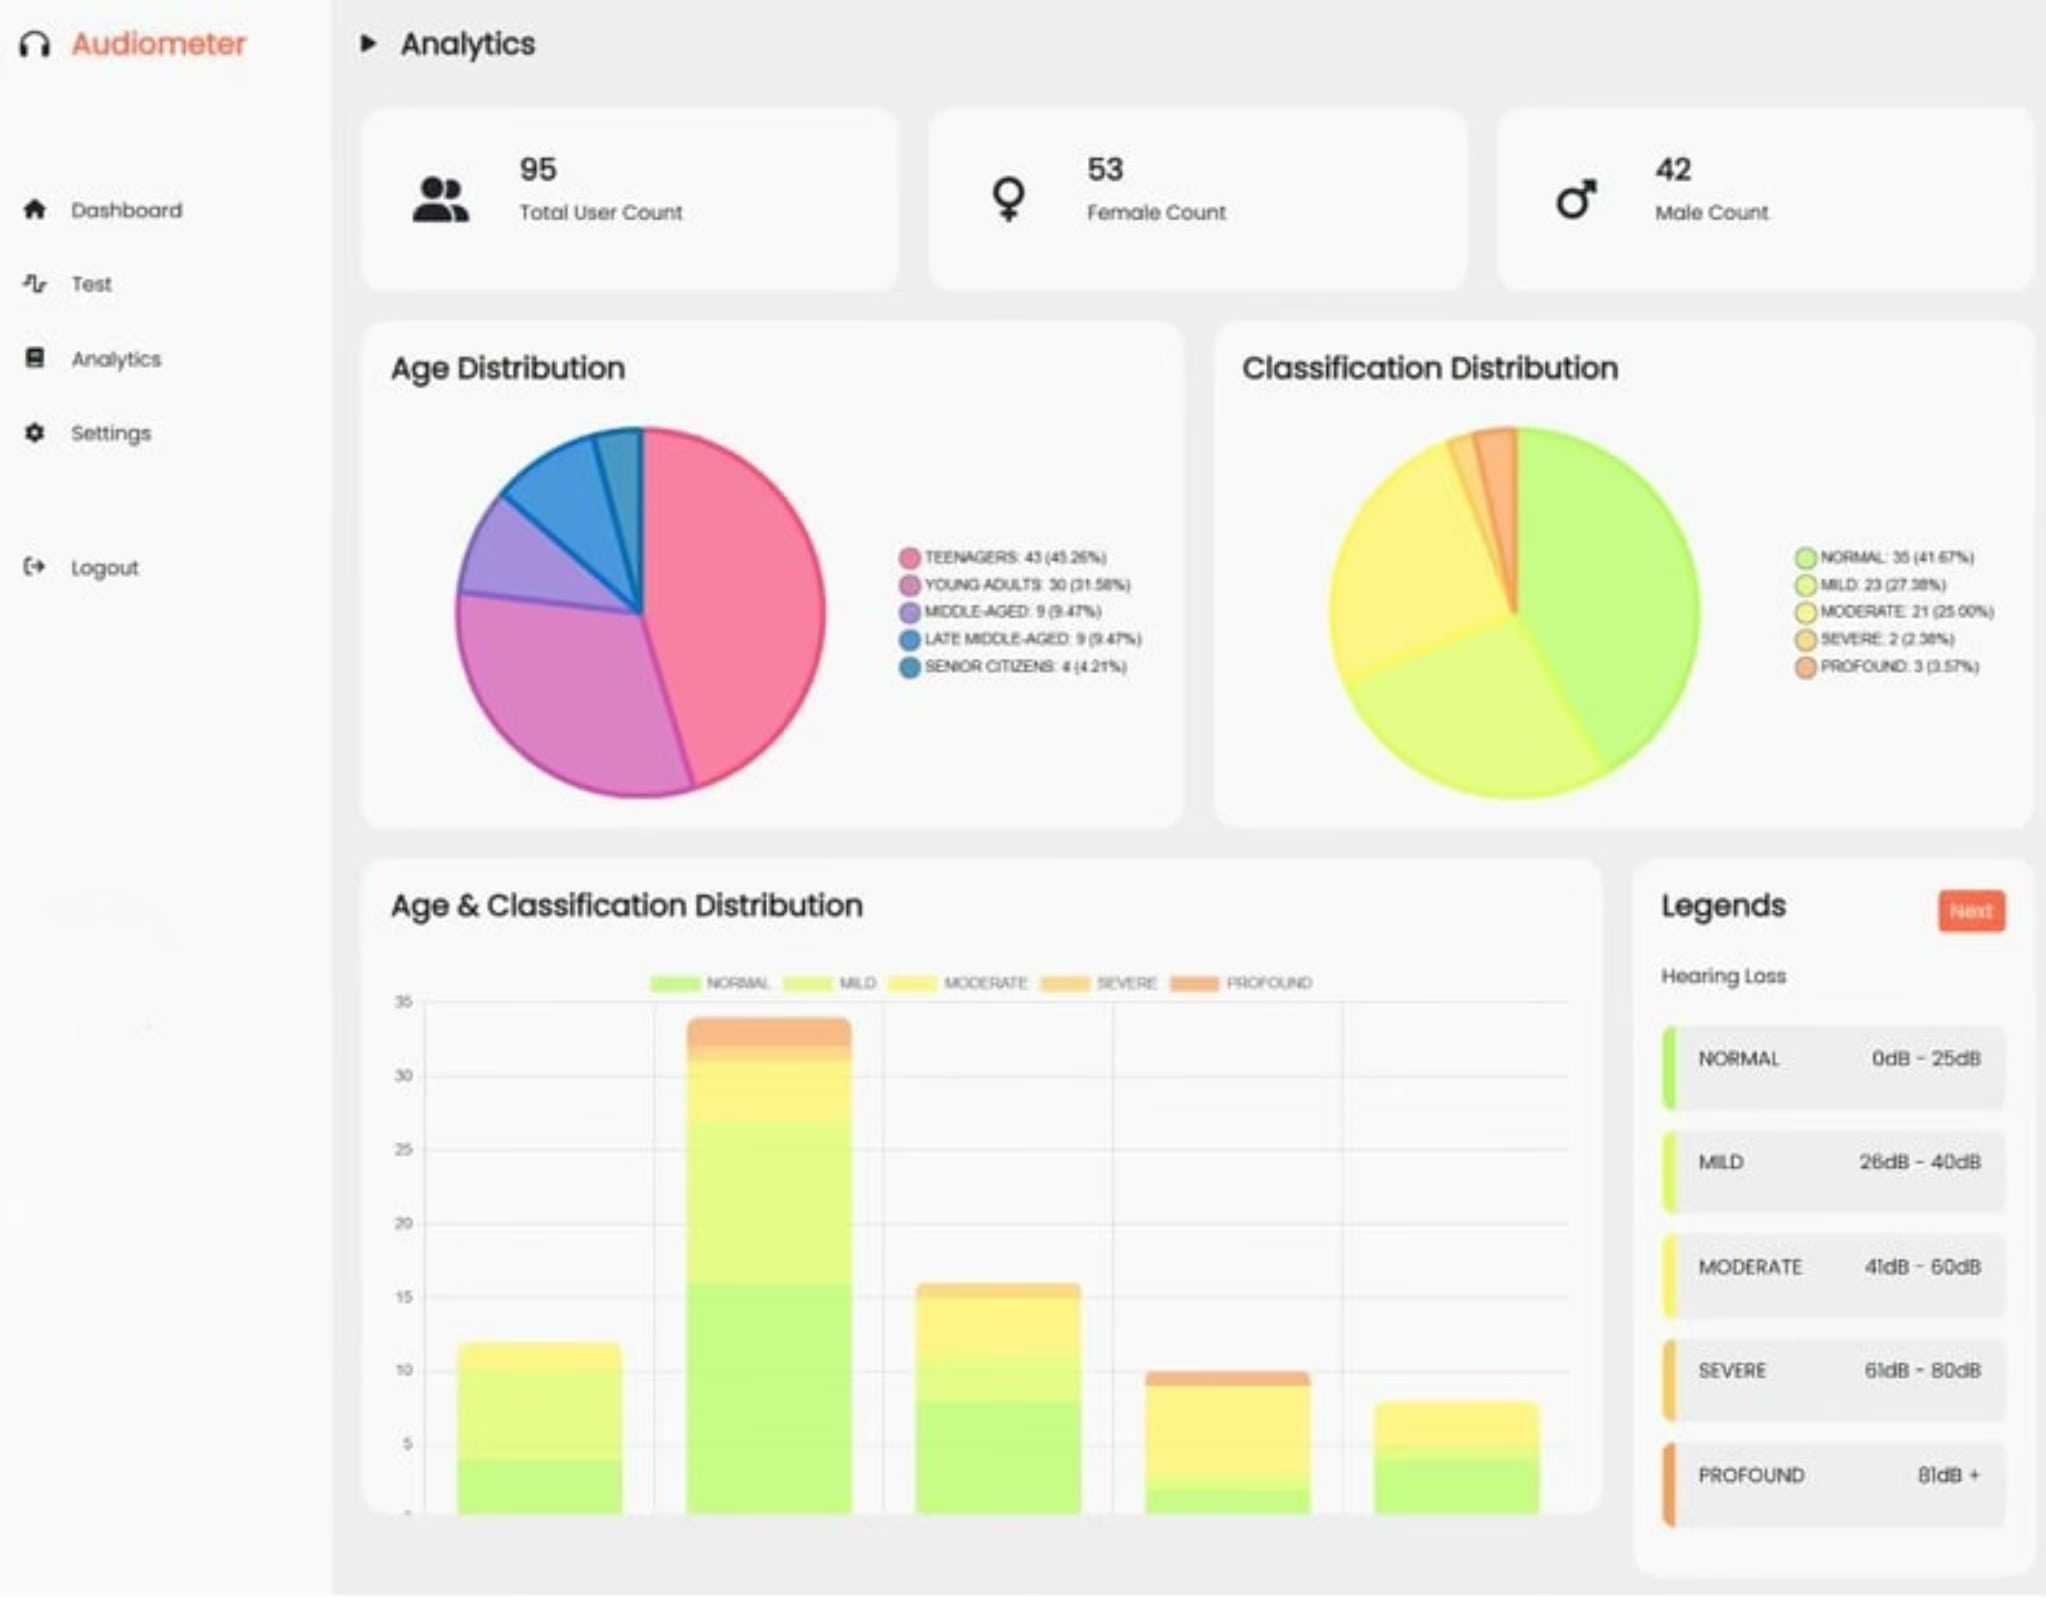 Audiometer
Dashboard
Test
Analytics
Settings
Logout
Analytics
95
Total User Count
53
Female Count
42
Male Count
Age Distribution
TEENAGERS: 43 (45.26%)
YOUNG ADULTS: 30 (31.58%)
MIDDLE-AGED: 9 (9.47%)
LATE MIDDLE-AGED: 9 (9.47%)
SENIOR CITIZENS: 4 (4.21%)
Classification Distribution
NORMAL: 35 (41.67%)
MILD: 23 (27.38%)
MODERATE: 21 (25.00%)
SEVERE: 2 (2.38%)
PROFOUND: 3 (3.57%)
Age & Classification Distribution
NORMAL MILD MODERATE SEVERE PROFOUND
35
30
25
20
15
10
5
Legends
Next
Hearing Loss
NORMAL 0dB - 25dB
MILD 26dB - 40dB
MODERATE 41dB - 60dB
SEVERE 61dB - 80dB
PROFOUND 81dB +